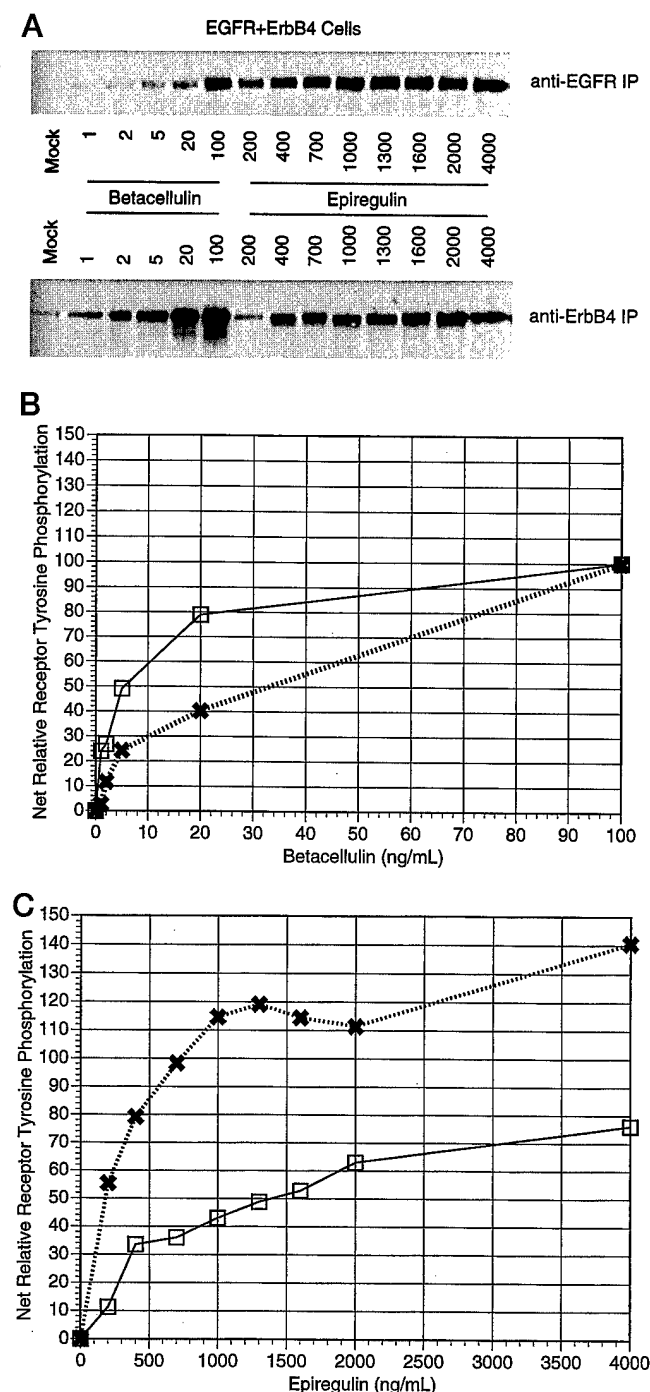 A
EGFR+ErbB4 Cells
anti-EGFR IP
Mock 1 2 5 20 100 200 400 700 1000 1300 1600 2000 4000
Betacellulin Epiregulin
Mock 1 2 5 20 100 200 400 700 1000 1300 1600 2000 4000
anti-ErbB4 IP
B
Net Relative Receptor Tyrosine Phosphorylation
150
140
130
120
110
100
90
80
70
60
50
40
30
20
10
0
0 10 20 30 40 50 60 70 80 90 100
Betacellulin (ng/mL)
C
Net Relative Receptor Tyrosine Phosphorylation
150
140
130
120
110
100
90
80
70
60
50
40
30
20
10
0
0 500 1000 1500 2000 2500 3000 3500 4000
Epiregulin (ng/mL)